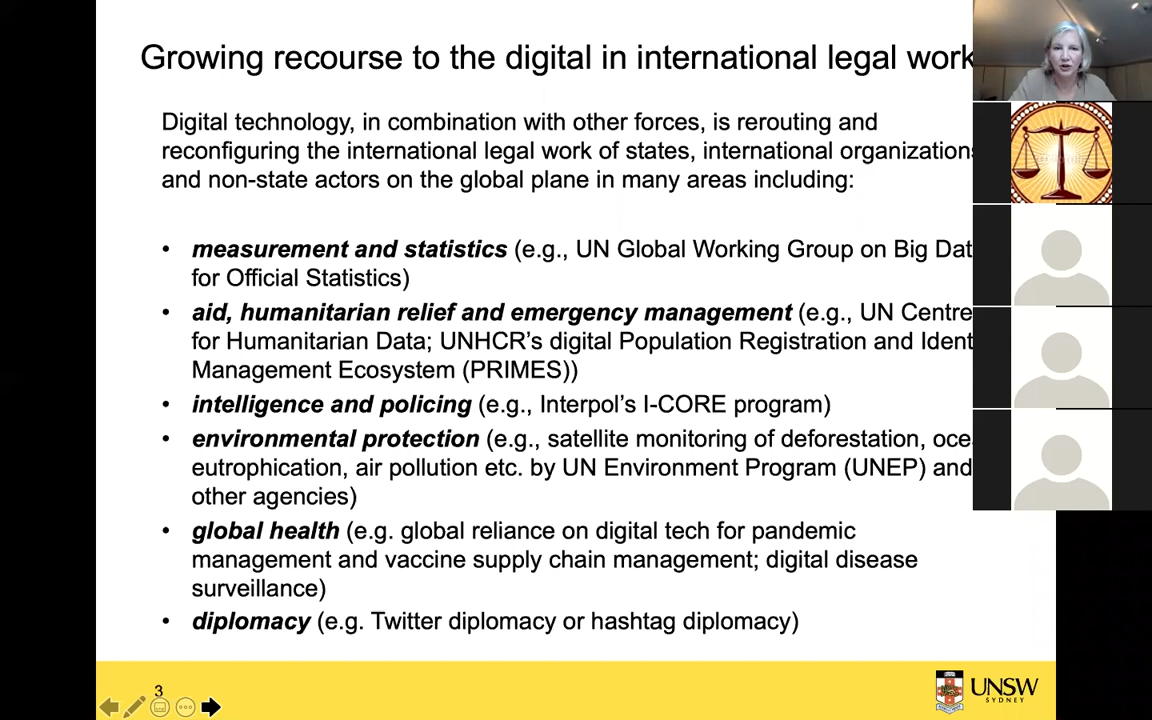 Growing recourse to the digital in international legal work
Digital technology, in combination with other forces, is rerouting and
reconfiguring the international legal work of states, international organizations
and non-state actors on the global plane in many areas including:
• measurement and statistics (e.g., UN Global Working Group on Big Dat
for Official Statistics)
• aid, humanitarian relief and emergency management (e.g., UN Centre
for Humanitarian Data; UNHCR’s digital Population Registration and Ident
Management Ecosystem (PRIMES))
• intelligence and policing (e.g., Interpol’s I-CORE program)
• environmental protection (e.g., satellite monitoring of deforestation, oce
eutrophication, air pollution etc. by UN Environment Program (UNEP) and
other agencies)
• global health (e.g. global reliance on digital tech for pandemic
management and vaccine supply chain management; digital disease
surveillance)
• diplomacy (e.g. Twitter diplomacy or hashtag diplomacy)
3
UNSW
SYDNEY